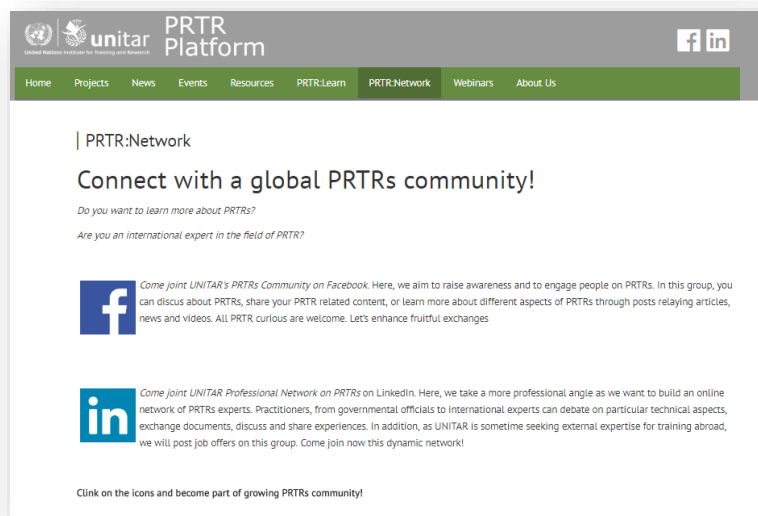 United Nations Institute for Training and Research
unitar
PRTR
Platform
f in
Home Projects News Events Resources PRTR:Learn PRTR:Network Webinars About Us
PRTR:Network
Connect with a global PRTRs community!
Do you want to learn more about PRTRs?
Are you an international expert in the field of PRTR?
f
Come joint UNITAR's PRTRs Community on Facebook. Here, we aim to raise awareness and to engage people on PRTRs. In this group, you
can discus about PRTRs, share your PRTR related content, or learn more about different aspects of PRTRs through posts relaying articles,
news and videos. All PRTR curious are welcome. Let's enhance fruitful exchanges
in
Come joint UNITAR Professional Network on PRTRs on LinkedIn. Here, we take a more professional angle as we want to build an online
network of PRTRs experts. Practitioners, from governmental officials to international experts can debate on particular technical aspects,
exchange documents, discuss and share experiences. In addition, as UNITAR is sometime seeking external expertise for training abroad,
we will post job offers on this group. Come join now this dynamic network!
Clink on the icons and become part of growing PRTRs community!